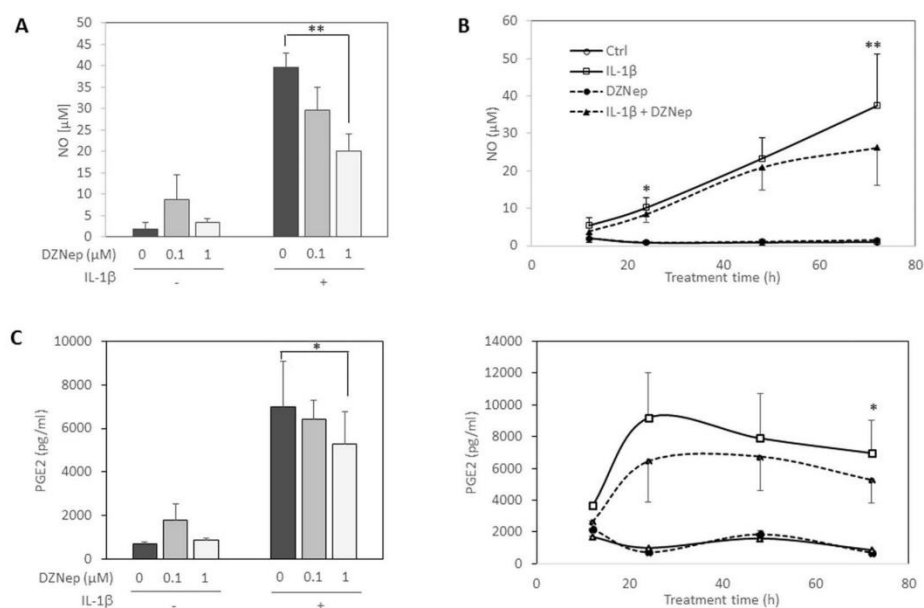 A
50
45
40
35
30
25
20
15
10
5
0
NO [µM]
**
DZNep (µM) 0 0.1 1 0 0.1 1
IL-1β - +
B
60
50
40
30
20
10
0
NO (µM)
Ctrl
IL-1β
DZNep
IL-1β + DZNep
*
**
0 20 40 60 80
Treatment time (h)
C
10000
8000
6000
4000
2000
0
PGE2 (pg/ml)
*
DZNep (µM) 0 0.1 1 0 0.1 1
IL-1β - +
14000
12000
10000
8000
6000
4000
2000
0
PGE2 (pg/ml)
*
0 20 40 60 80
Treatment time (h)